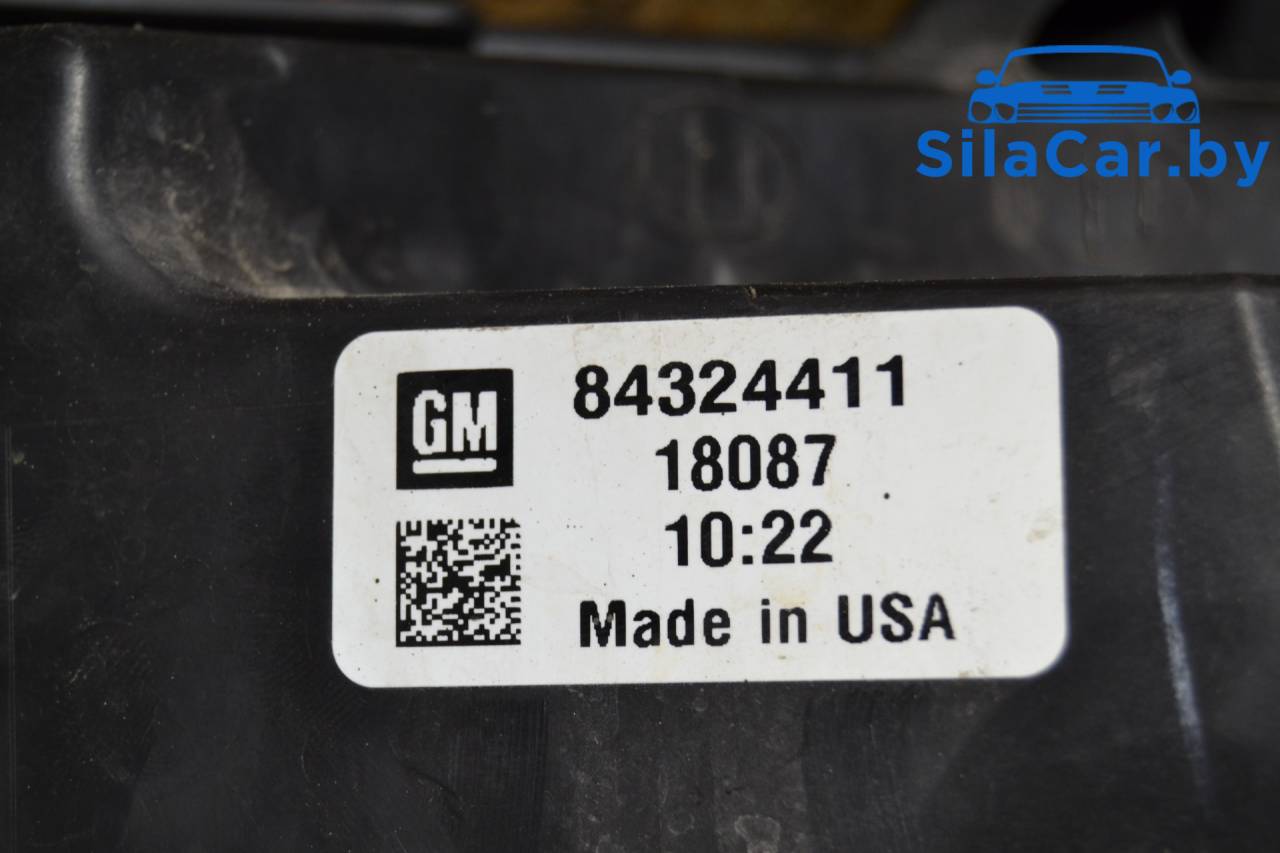 SilaCar.by
GM
84324411
18087
10:22
Made in USA